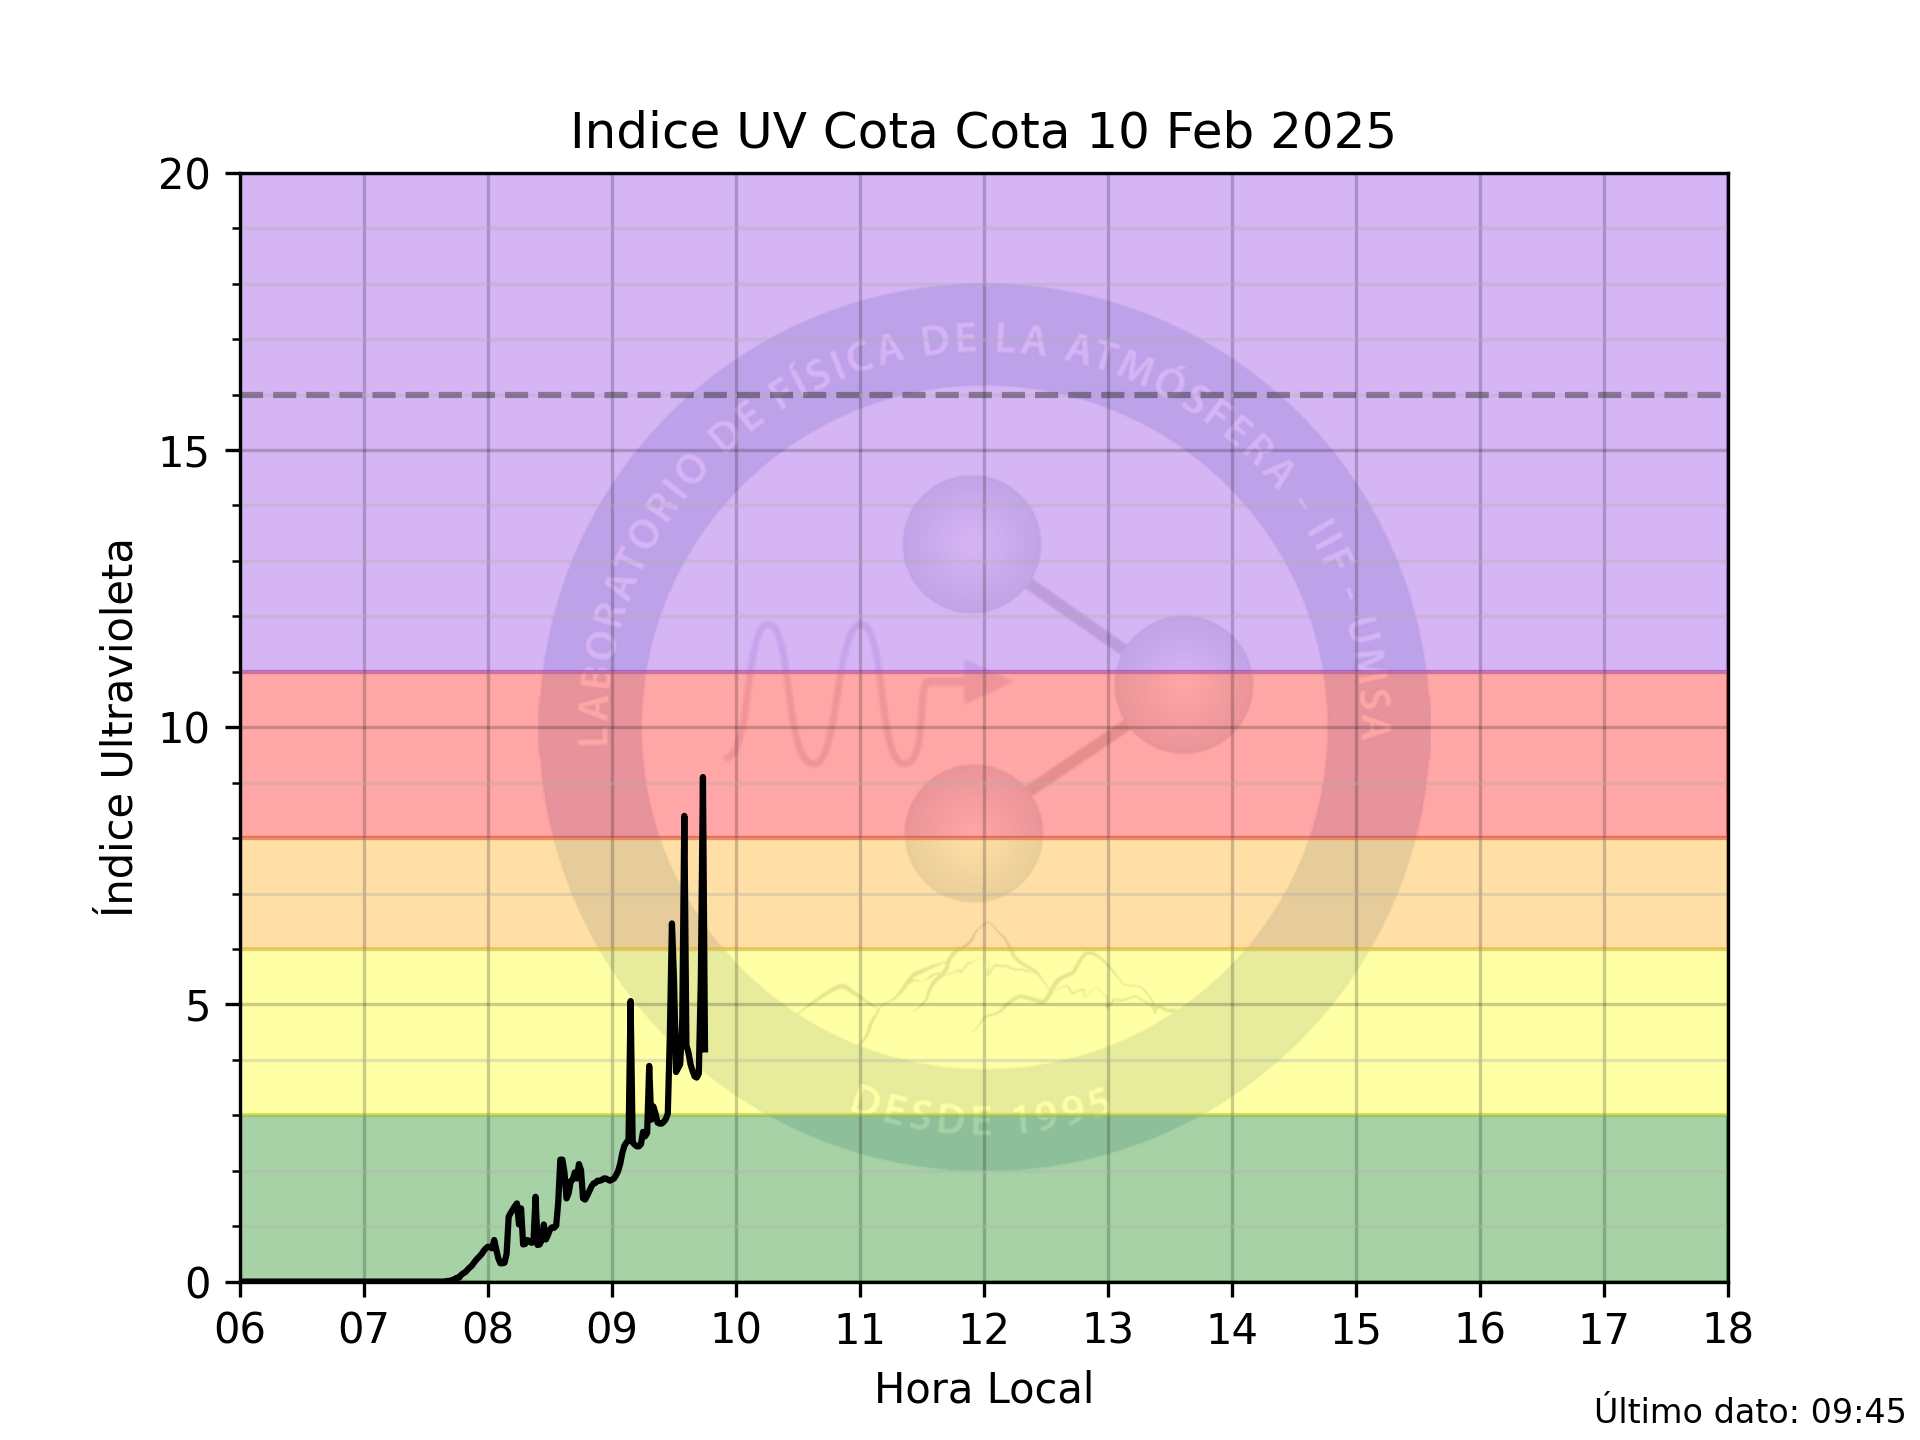 Indice UV Cota Cota 10 Feb 2025
20
15
10
5
0
Índice Ultravioleta
LABORATORIO DE FÍSICA DE LA ATMÓSFERA - IIF - UMSA
DESDE 1995
06 07 08 09 10 11 12 13 14 15 16 17 18
Hora Local
Último dato: 09:45